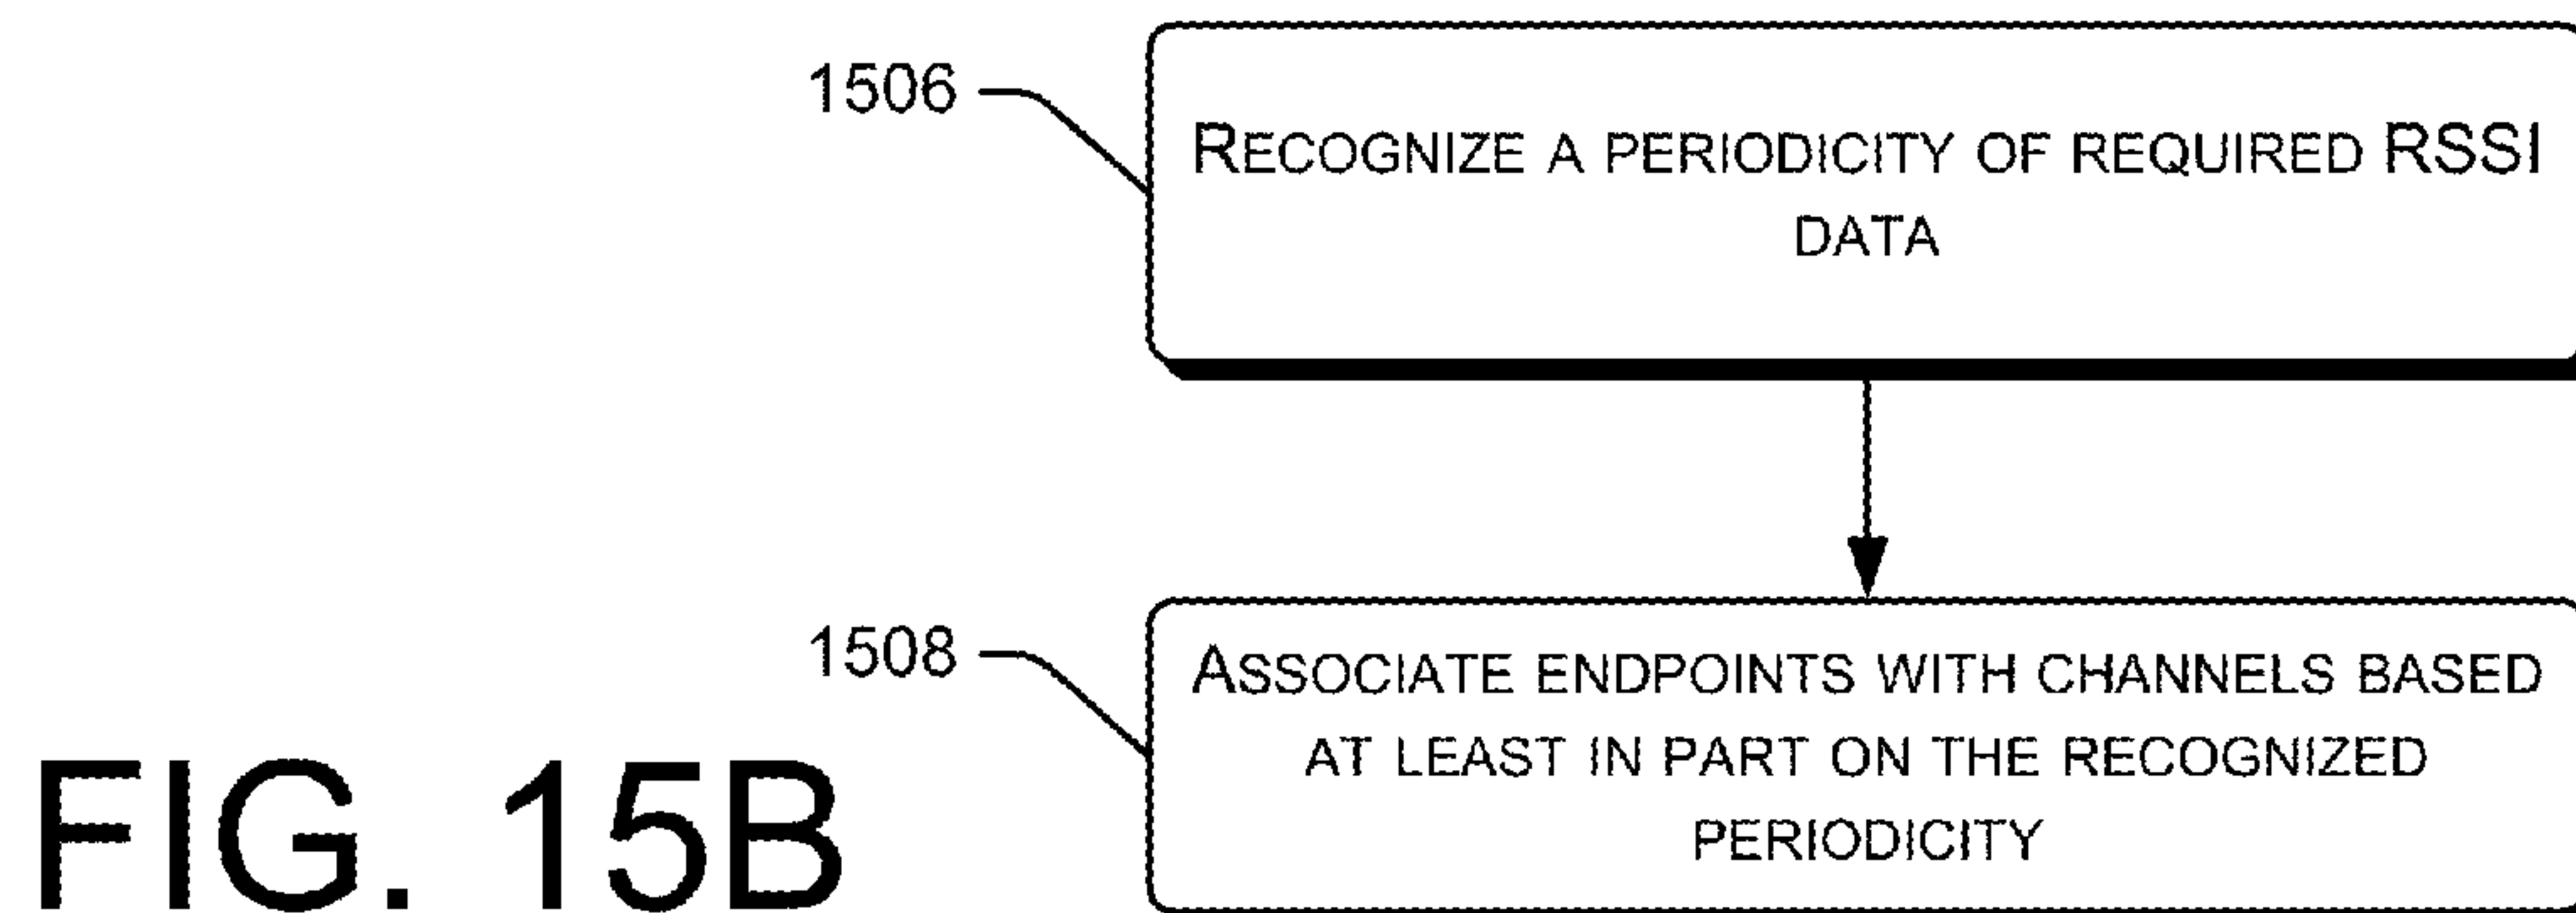 1506
RECOGNIZE A PERIODICITY OF REQUIRED RSSI
DATA
1508
ASSOCIATE ENDPOINTS WITH CHANNELS BASED
AT LEAST IN PART ON THE RECOGNIZED
PERIODICITY
FIG. 15B